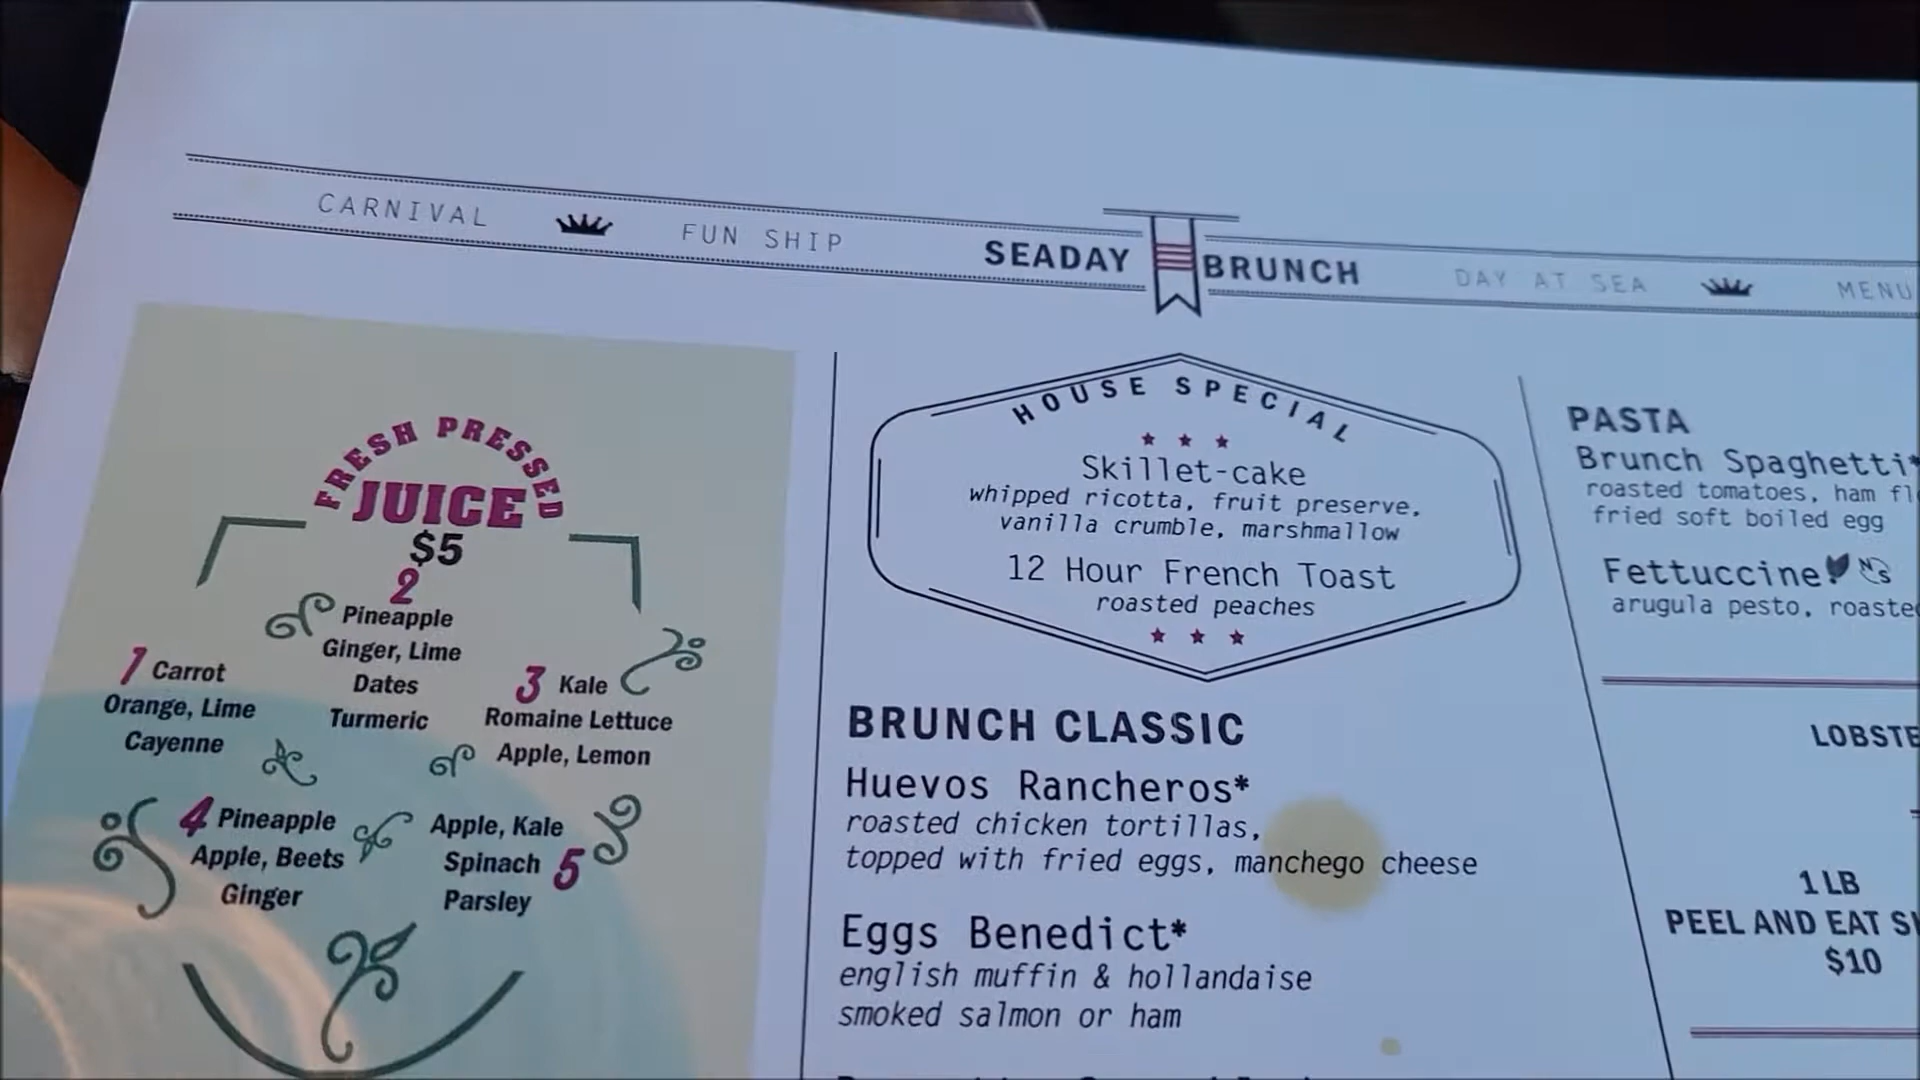 CARNIVAL FUN SHIP SEADAY BRUNCH DAY AT SEA MENU
FRESH PRESSED
JUICE
$5
1 Carrot
Orange, Lime
Cayenne
2
Pineapple
Ginger, Lime
Dates
Turmeric
3 Kale
Romaine Lettuce
Apple, Lemon
4 Pineapple
Apple, Beets
Ginger
Apple, Kale
Spinach 5
Parsley
HOUSE SPECIAL
Skillet-cake
whipped ricotta, fruit preserve,
vanilla crumble, marshmallow
12 Hour French Toast
roasted peaches
BRUNCH CLASSIC
Huevos Rancheros*
roasted chicken tortillas,
topped with fried eggs, manchego cheese
Eggs Benedict*
english muffin & hollandaise
smoked salmon or ham
PASTA
Brunch Spaghetti*
roasted tomatoes, ham
fried soft boiled egg
Fettuccine
arugula pesto,
1 LB
PEEL AND EAT
$10